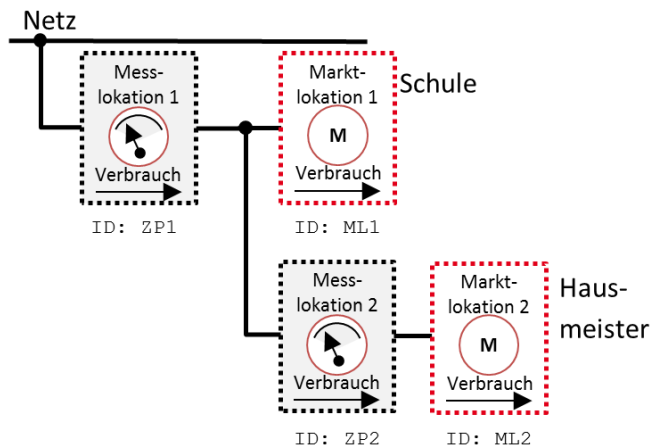 Netz
Mess-
lokation 1
Verbrauch
ID: ZP1
Markt-
lokation 1
M
Verbrauch
ID: ML1
Schule
Mess-
lokation 2
Verbrauch
ID: ZP2
Markt-
lokation 2
M
Verbrauch
ID: ML2
Haus-
meister